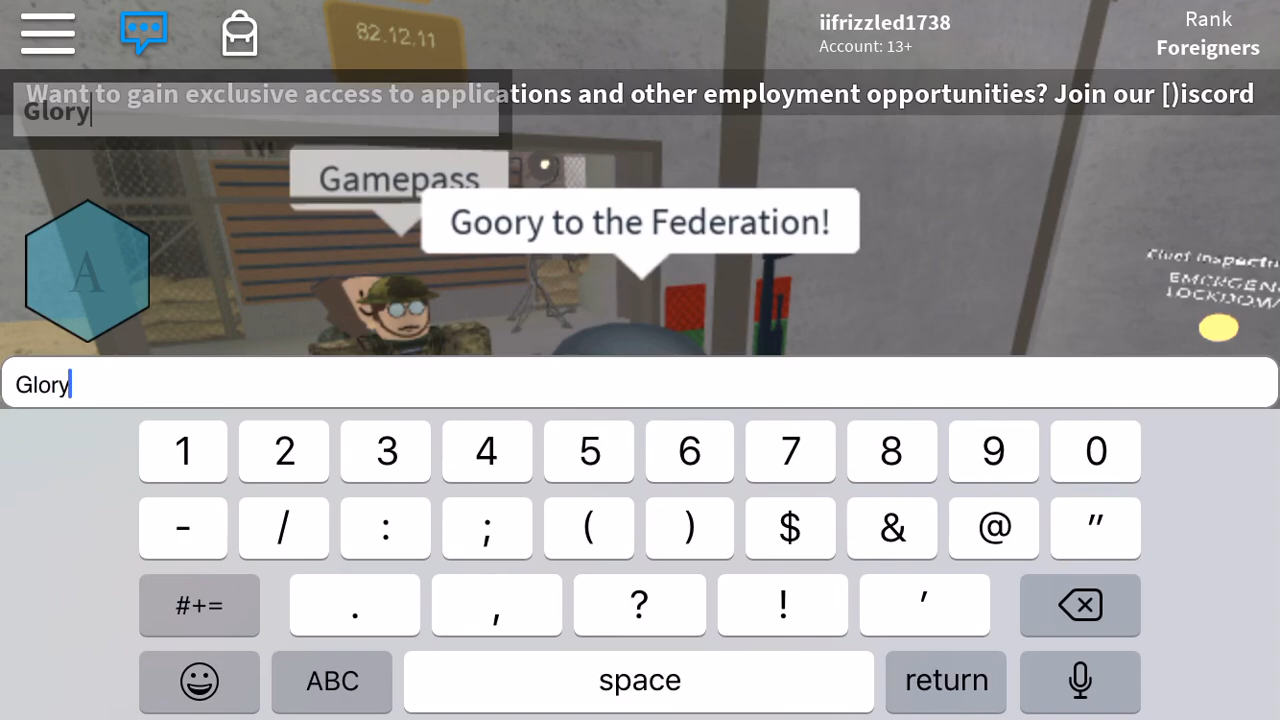 82.12.11
iifrizzled1738
Account: 13+
Rank
Foreigners
Want to gain exclusive access to applications and other employment opportunities? Join our [)iscord
Glory
Gamepass
Goory to the Federation!
A
EMERGEN
LOCKDOW
Glory
1 2 3 4 5 6 7 8 9 0
- / : ; ( ) $ & @ "
#+= . , ? ! '
ABC space return